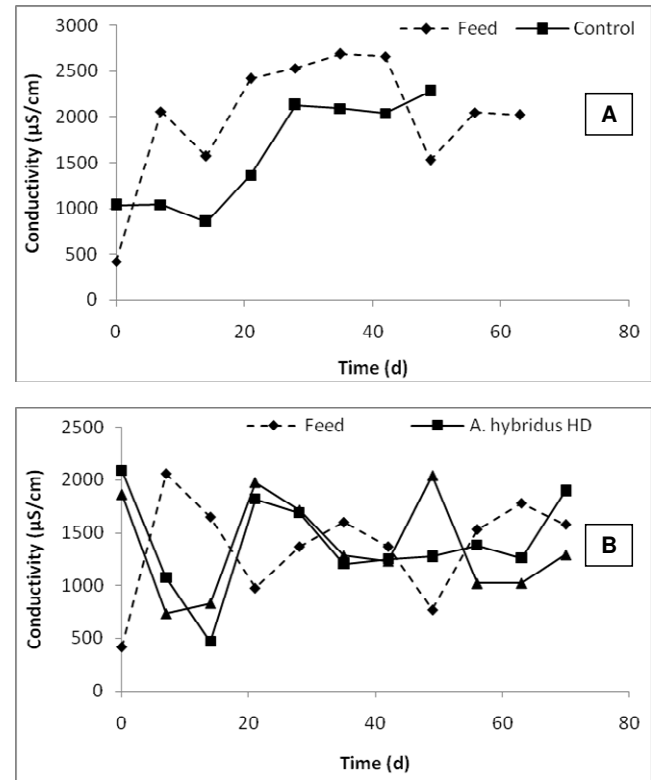 Feed Control
3000
2500
2000
1500
1000
500
0
Conductivity (µS/cm)
A
0 20 40 60 80
Time (d)
Feed A. hybridus HD
2500
2000
1500
1000
500
0
Conductivity (µS/cm)
B
0 20 40 60 80
Time (d)